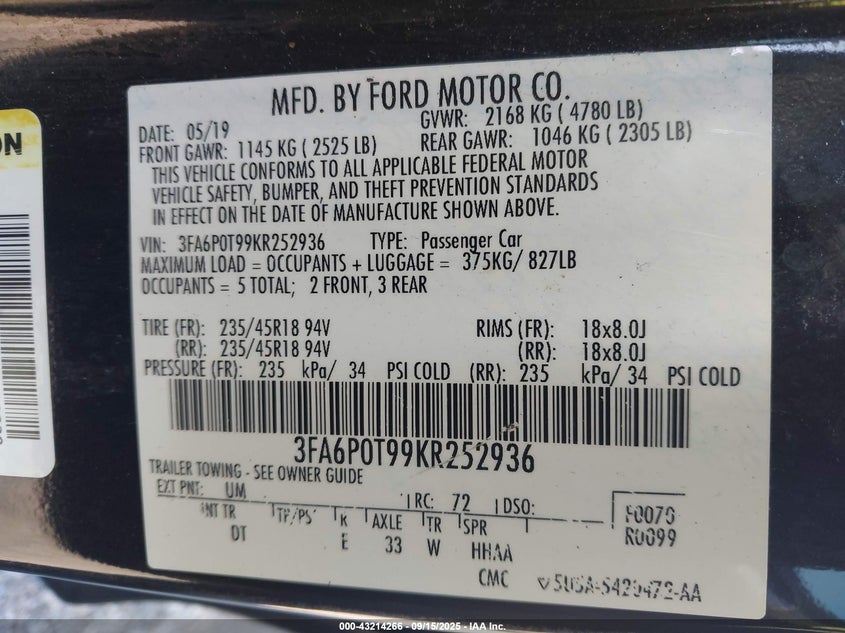 ON
MFD. BY FORD MOTOR CO.
DATE: 05/19 GVWR: 2168 KG ( 4780 LB)
FRONT GAWR: 1145 KG ( 2525 LB) REAR GAWR: 1046 KG ( 2305 LB)
THIS VEHICLE CONFORMS TO ALL APPLICABLE FEDERAL MOTOR
VEHICLE SAFETY, BUMPER, AND THEFT PREVENTION STANDARDS
IN EFFECT ON THE DATE OF MANUFACTURE SHOWN ABOVE.
VIN: 3FA6P0T99KR252936 TYPE: Passenger Car
MAXIMUM LOAD = OCCUPANTS + LUGGAGE = 375KG/ 827LB
OCCUPANTS = 5 TOTAL; 2 FRONT, 3 REAR
TIRE (FR): 235/45R18 94V RIMS (FR): 18x8.0J
(RR): 235/45R18 94V (RR): 18x8.0J
PRESSURE (FR): 235 kPa/ 34 PSI COLD (RR): 235 kPa/ 34 PSI COLD
3FA6P0T99KR252936
TRAILER TOWING - SEE OWNER GUIDE
EXT PNT: UM RC: 72 DSO:
INT TR TP/PS R AXLE TR SPR
DT E 33 W HHAA
R0099
CMC
000-43214266 - 09/15/2025 - IAA Inc.